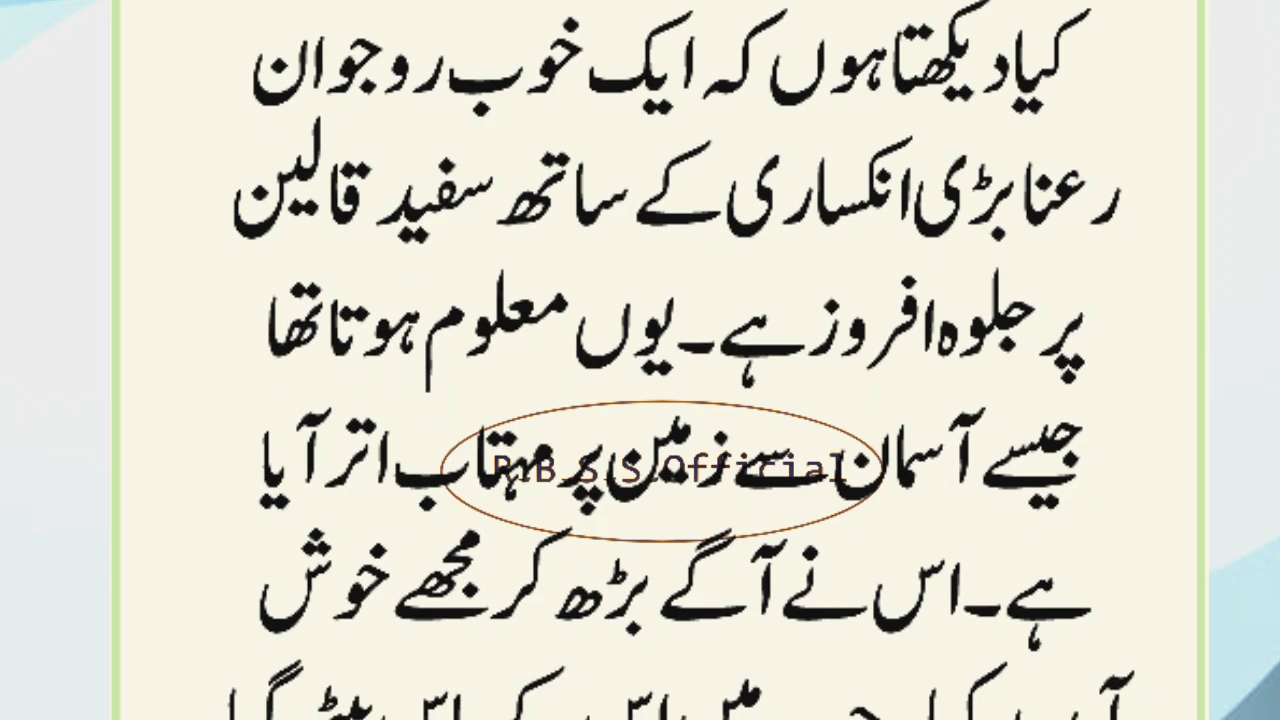 کیا دیکھتا ہوں کہ ایک خوب رو جوان
رعنا بڑی انکساری کے ساتھ سفید قالین
پر جلوہ افروز ہے۔ یوں معلوم ہوتا تھا
جیسے آسمان سے زمین پر مہتاب اتر آیا
R.B.S.S.Official
ہے۔ اس نے آگے بڑھ کر مجھے خوش